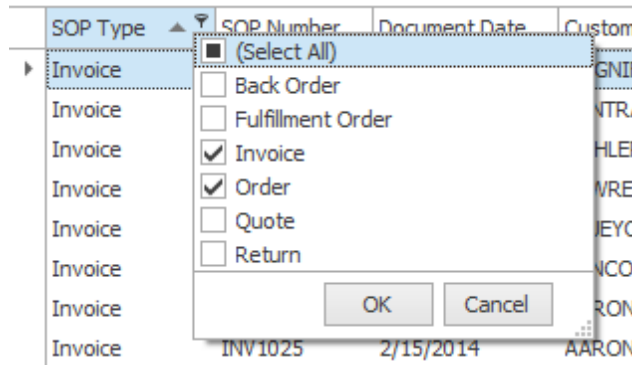 SOP Type SOP Number Document Date Custom
Invoice
(Select All)
Back Order
Invoice
Fulfillment Order
Invoice
Invoice
Order
Invoice
Quote
Invoice
Return
Invoice
OK Cancel
Invoice
Invoice INV1025 2/15/2014 AARON